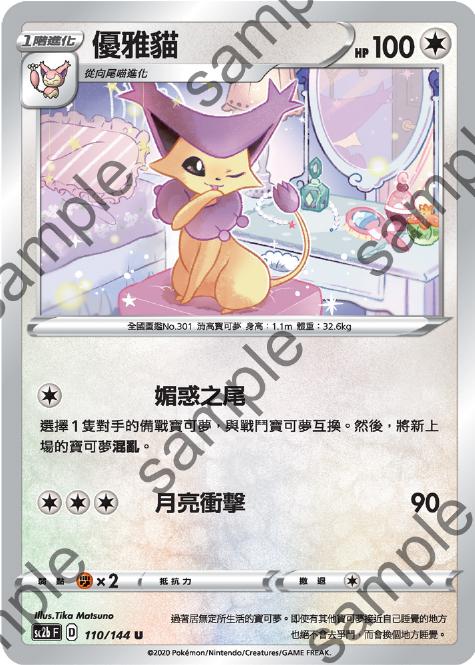 1階進化
優雅貓
HP 100
從向尾喵進化
全國圖鑑No.301 消高寶可夢 身高：1.1m 體重：32.6kg
媚惑之尾
選擇1隻對手的備戰寶可夢，與戰鬥寶可夢互換。然後，將新上
場的寶可夢混亂。
月亮衝擊 90
弱點 ×2 抵抗力 撤退
Illus.Tika Matsuno
sc2b F D 110/144 U
過著居無定所生活的寶可夢。即使有其他寶可夢接近自己睡覺的地方
也絕不會去爭鬥，而會換個地方睡覺。
©2020 Pokémon/Nintendo/Creatures/GAME FREAK.
sample
sample
sample
sample
sample
sample
sample
sample